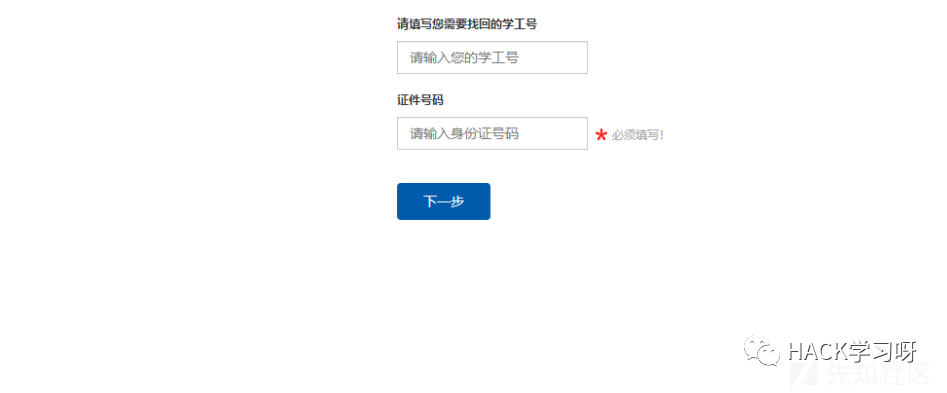 请填写您需要找回的学工号
请输入您的学工号
证件号码
请输入身份证号码
* 必须填写!
下一步
HACK学习呀
先知社区